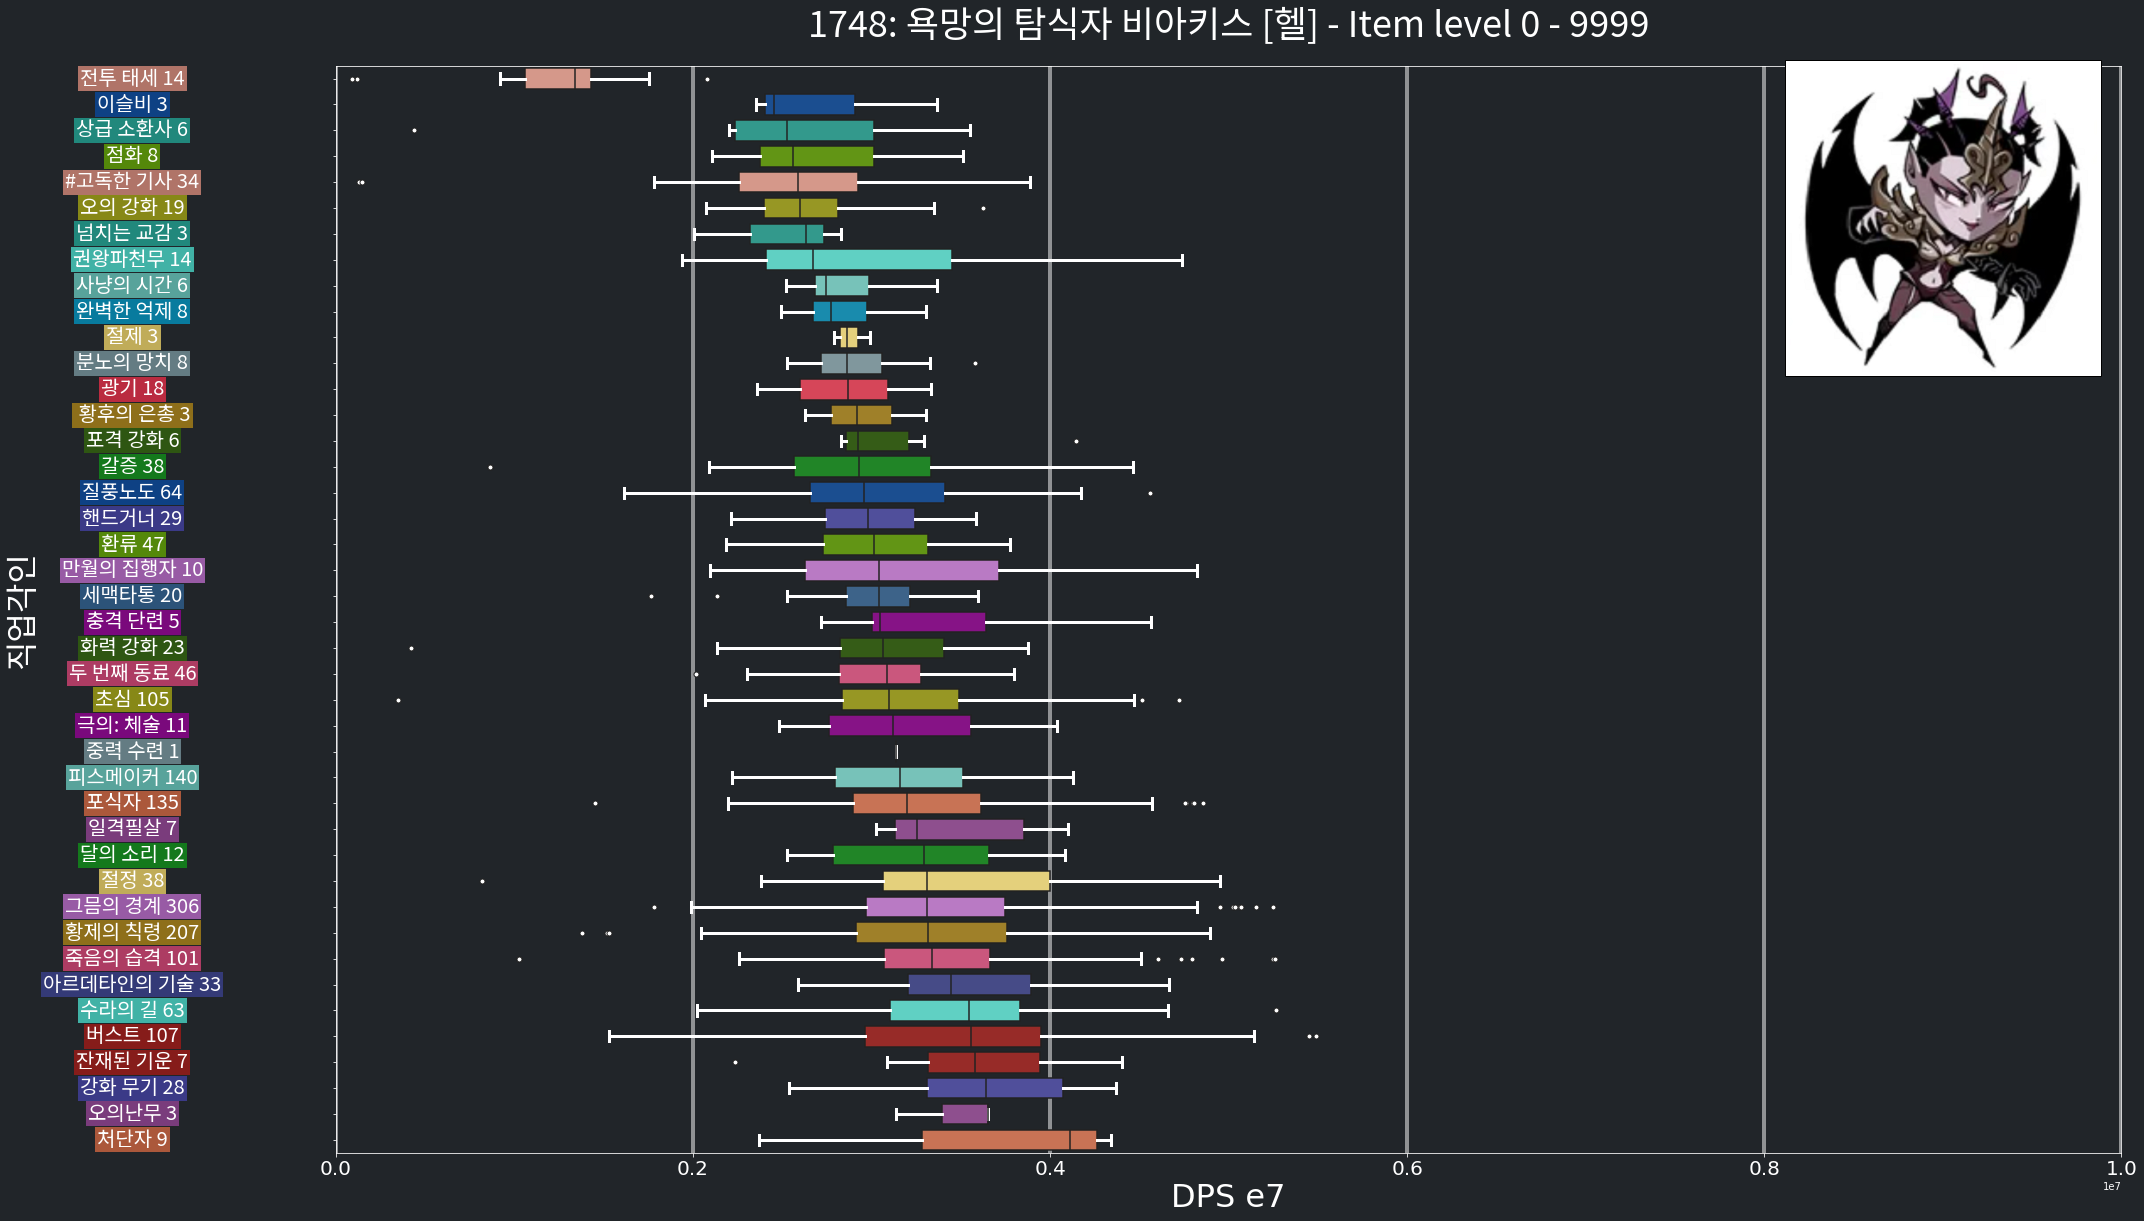 1748: 욕망의 탐식자 비아키스 [헬] - Item level 0 - 9999
직업각인
전투 태세 14
이슬비 3
상급 소환사 6
점화 8
#고독한 기사 34
오의 강화 19
넘치는 교감 3
권왕파천무 14
사냥의 시간 6
완벽한 억제 8
절제 3
분노의 망치 8
광기 18
황후의 은총 3
포격 강화 6
갈증 38
질풍노도 64
핸드거너 29
환류 47
만월의 집행자 10
세맥타통 20
충격 단련 5
화력 강화 23
두 번째 동료 46
초심 105
극의: 체술 11
중력 수련 1
피스메이커 140
포식자 135
일격필살 7
달의 소리 12
절정 38
그믐의 경계 306
황제의 칙령 207
죽음의 습격 101
아르데타인의 기술 33
수라의 길 63
버스트 107
잔재된 기운 7
강화 무기 28
오의난무 3
처단자 9
0.0 0.2 0.4 0.6 0.8 1.0
1e7
DPS e7